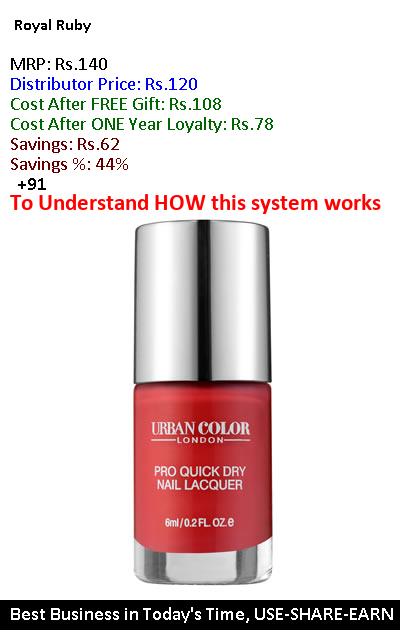 Royal Ruby
MRP: Rs.140
Distributor Price: Rs.120
Cost After FREE Gift: Rs.108
Cost After ONE Year Loyalty: Rs.78
Savings: Rs.62
Savings %: 44%
+91
To Understand HOW this system works
URBAN COLOR
LONDON
PRO QUICK DRY
NAIL LACQUER
6ml/0.2 FL. OZ. e
Best Business in Today's Time, USE-SHARE-EARN